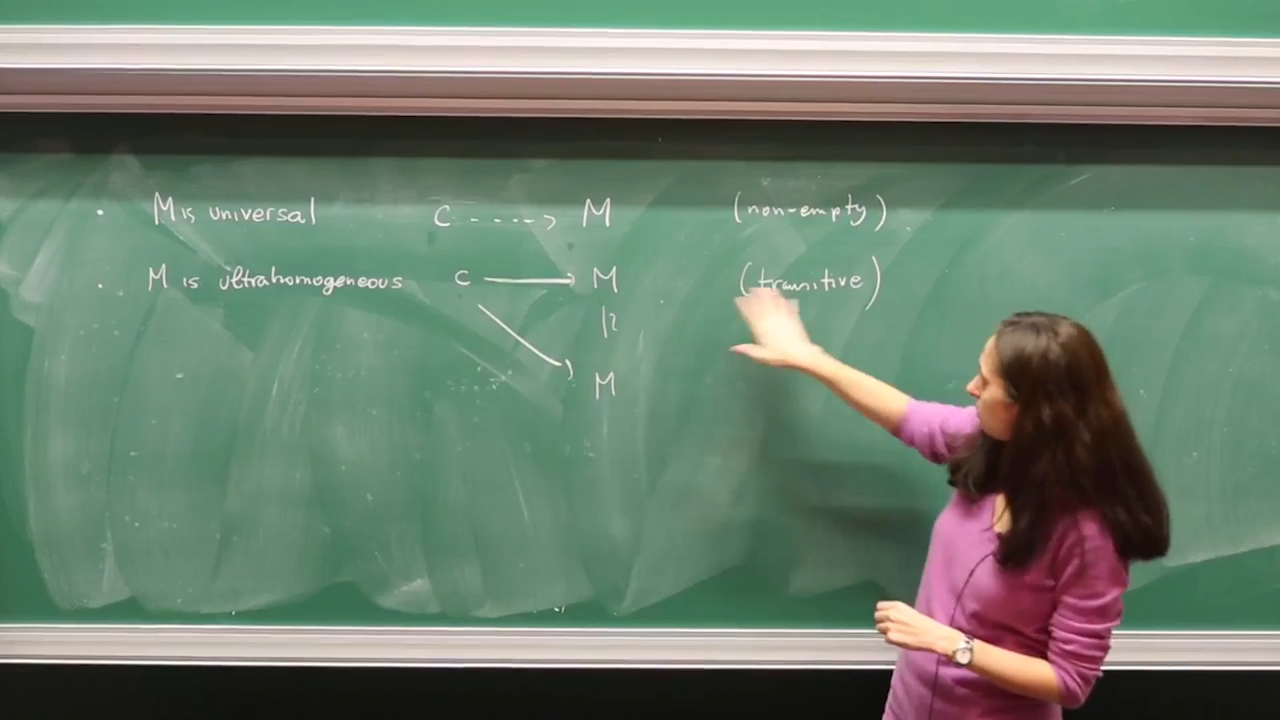 · M is universal C ----> M (non-empty)
· M is ultrahomogeneous C ⟶ M (transitive)
≀|
↘ M